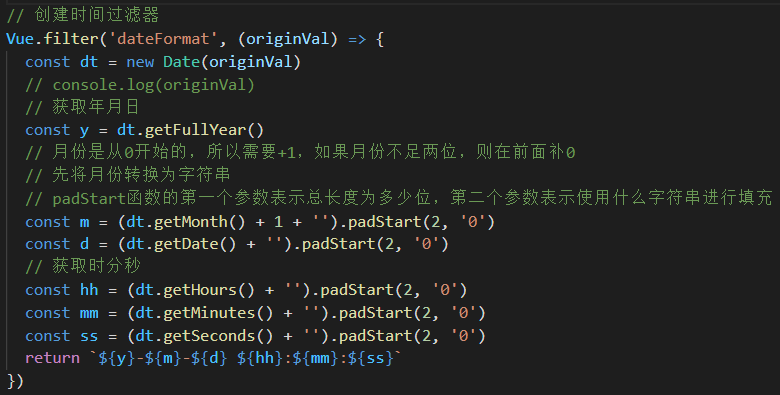 // 创建时间过滤器
Vue.filter('dateFormat', (originVal) => {
  const dt = new Date(originVal)
  // console.log(originVal)
  // 获取年月日
  const y = dt.getFullYear()
  // 月份是从0开始的，所以需要+1，如果月份不足两位，则在前面补0
  // 先将月份转换为字符串
  // padStart函数的第一个参数表示总长度为多少位，第二个参数表示使用什么字符串进行填充
  const m = (dt.getMonth() + 1 + '').padStart(2, '0')
  const d = (dt.getDate() + '').padStart(2, '0')
  // 获取时分秒
  const hh = (dt.getHours() + '').padStart(2, '0')
  const mm = (dt.getMinutes() + '').padStart(2, '0')
  const ss = (dt.getSeconds() + '').padStart(2, '0')
  return `${y}-${m}-${d} ${hh}:${mm}:${ss}`
})